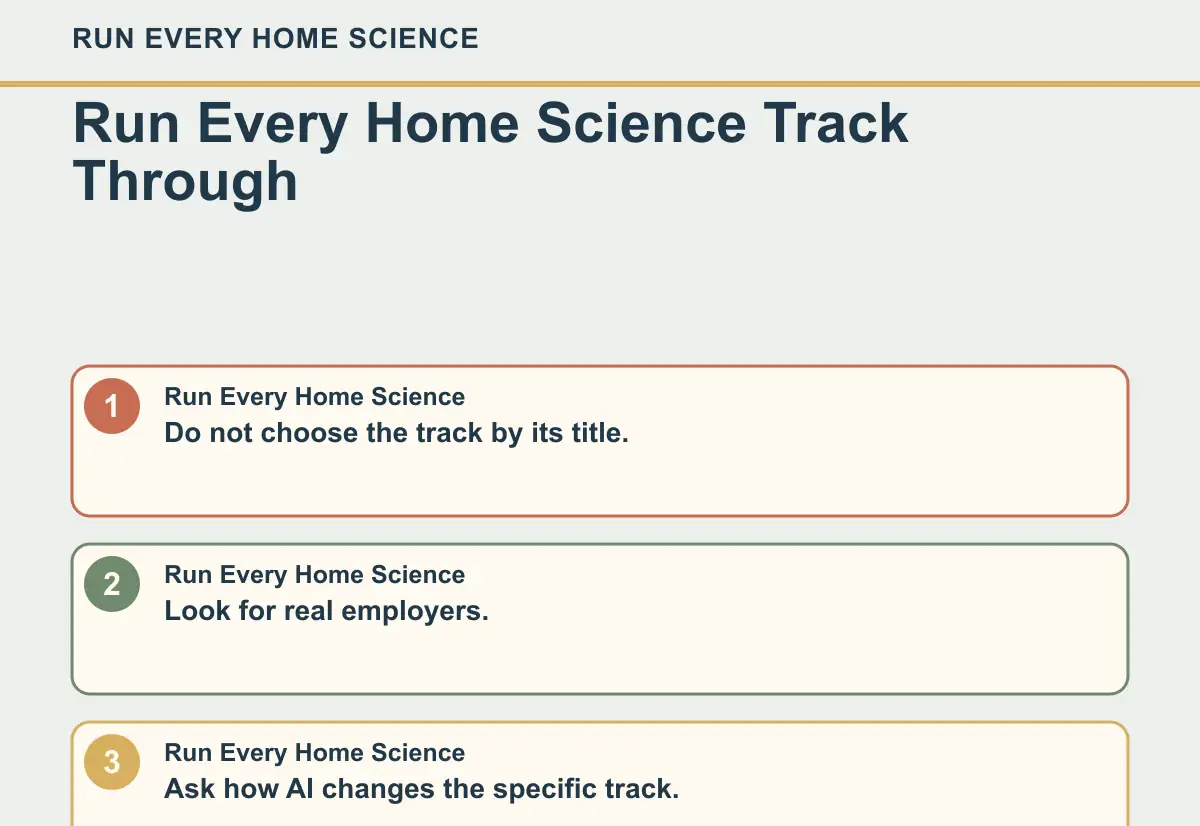 RUN EVERY HOME SCIENCE
Run Every Home Science Track
Through
1
Run Every Home Science
Do not choose the track by its title.
2
Run Every Home Science
Look for real employers.
3
Run Every Home Science
Ask how AI changes the specific track.